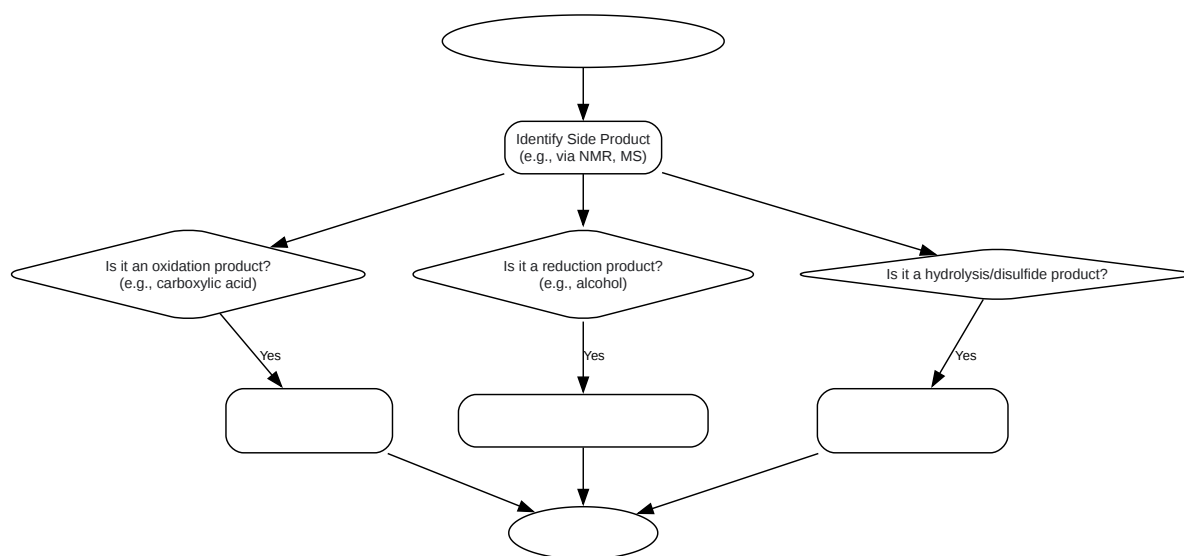 Identify Side Product
(e.g., via NMR, MS)
Is it an oxidation product?
(e.g., carboxylic acid)
Is it a reduction product?
(e.g., alcohol)
Is it a hydrolysis/disulfide product?
Yes
Yes
Yes